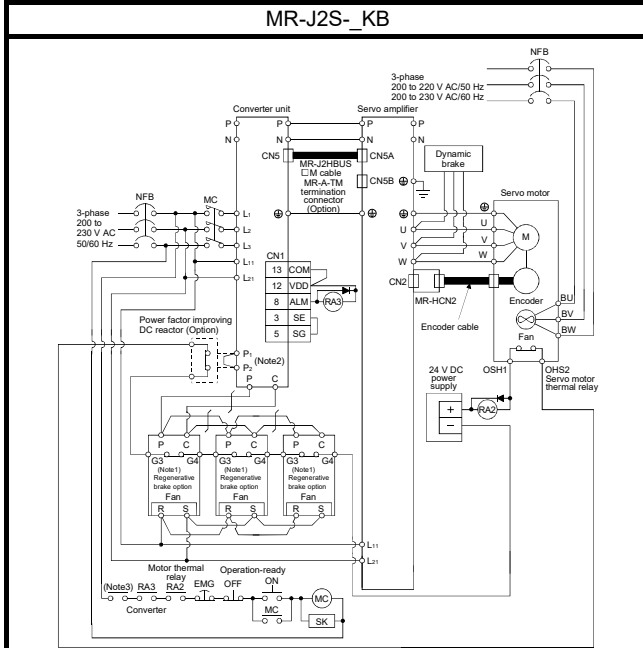 MR-J2S-_KB
NFB
3-phase
200 to 220 V AC/50 Hz
200 to 230 V AC/60 Hz
Converter unit
Servo amplifier
P P P P
N N N N
CN5 CN5A
MR-J2HBUS
□M cable
MR-A-TM
termination
connector
(Option)
CN5B
Dynamic
brake
Servo motor
NFB MC
3-phase
200 to
230 V AC
50/60 Hz
L1
L2
L3
L11
L21
U U
V V
W W
M
CN1
13 COM
12 VDD
8 ALM
3 SE
5 SG
RA3
CN2
MR-HCN2
Encoder
Encoder cable
BU
BV
BW
Fan
Power factor improving
DC reactor (Option)
P1
P2
(Note2)
P C
OSH1 OHS2
Servo motor
thermal relay
24 V DC
power
supply
+
−
RA2
P C P C P C
G3 G4 G3 G4 G3 G4
(Note1) (Note1) (Note1)
Regenerative Regenerative Regenerative
brake option brake option brake option
Fan Fan Fan
R S R S R S
L11
L21
Motor thermal
relay
Operation-ready
(Note3) RA3 RA2 EMG OFF ON
MC
MC
SK
Converter